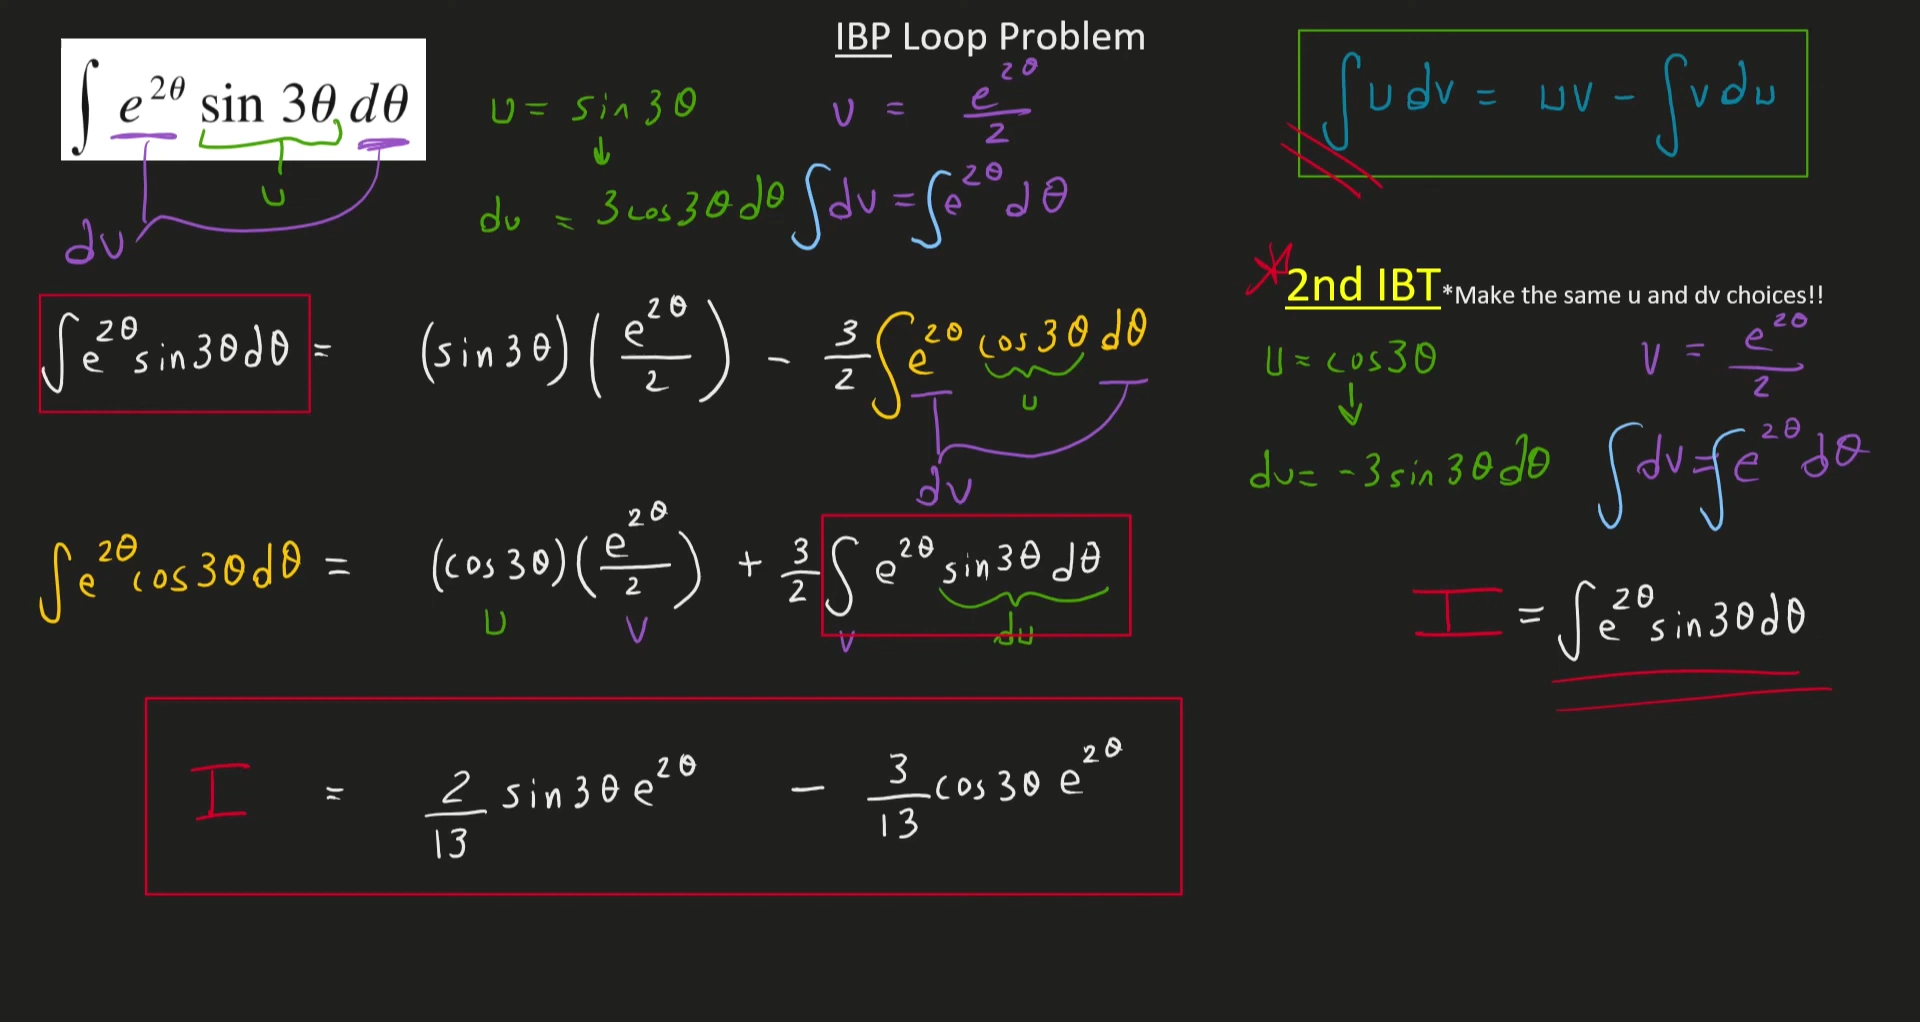 IBP Loop Problem
∫ e^{2θ} sin 3θ dθ
u
dv
u = sin 3θ
↓
du = 3 cos 3θ dθ
v = e^{2θ}/2
∫ dv = ∫ e^{2θ} dθ
∫ u dv = uv - ∫ v du
∫ e^{2θ} sin 3θ dθ = (sin 3θ)(e^{2θ}/2) - 3/2 ∫ e^{2θ} cos 3θ dθ
u
dv
*2nd IBT *Make the same u and dv choices!!
u = cos 3θ
↓
du = -3 sin 3θ dθ
v = e^{2θ}/2
∫ dv = ∫ e^{2θ} dθ
∫ e^{2θ} cos 3θ dθ = (cos 3θ)(e^{2θ}/2) + 3/2 ∫ e^{2θ} sin 3θ dθ
u v v du
I = ∫ e^{2θ} sin 3θ dθ
I = 2/13 sin 3θ e^{2θ} - 3/13 cos 3θ e^{2θ}